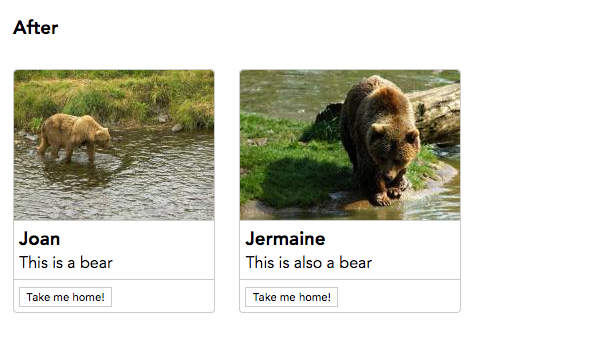 After
Joan
This is a bear
Take me home!
Jermaine
This is also a bear
Take me home!